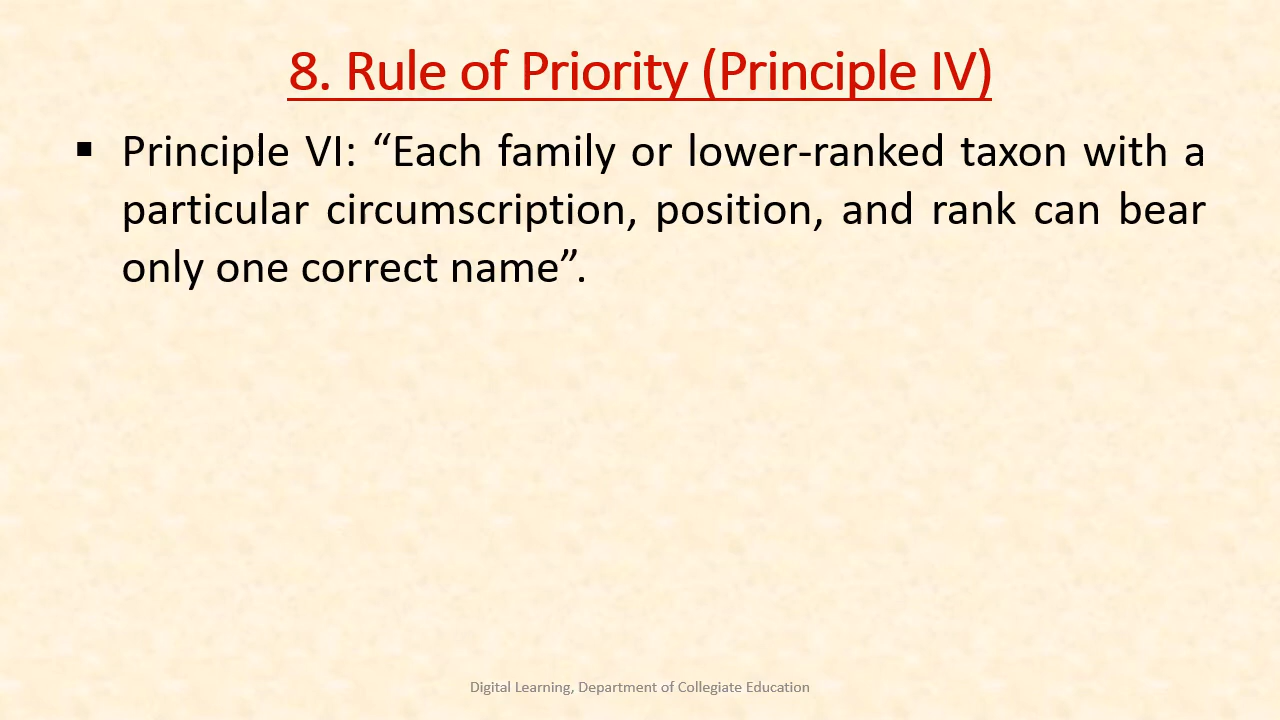 8. Rule of Priority (Principle IV)
▪ Principle VI: “Each family or lower-ranked taxon with a
particular circumscription, position, and rank can bear
only one correct name”.
Digital Learning, Department of Collegiate Education